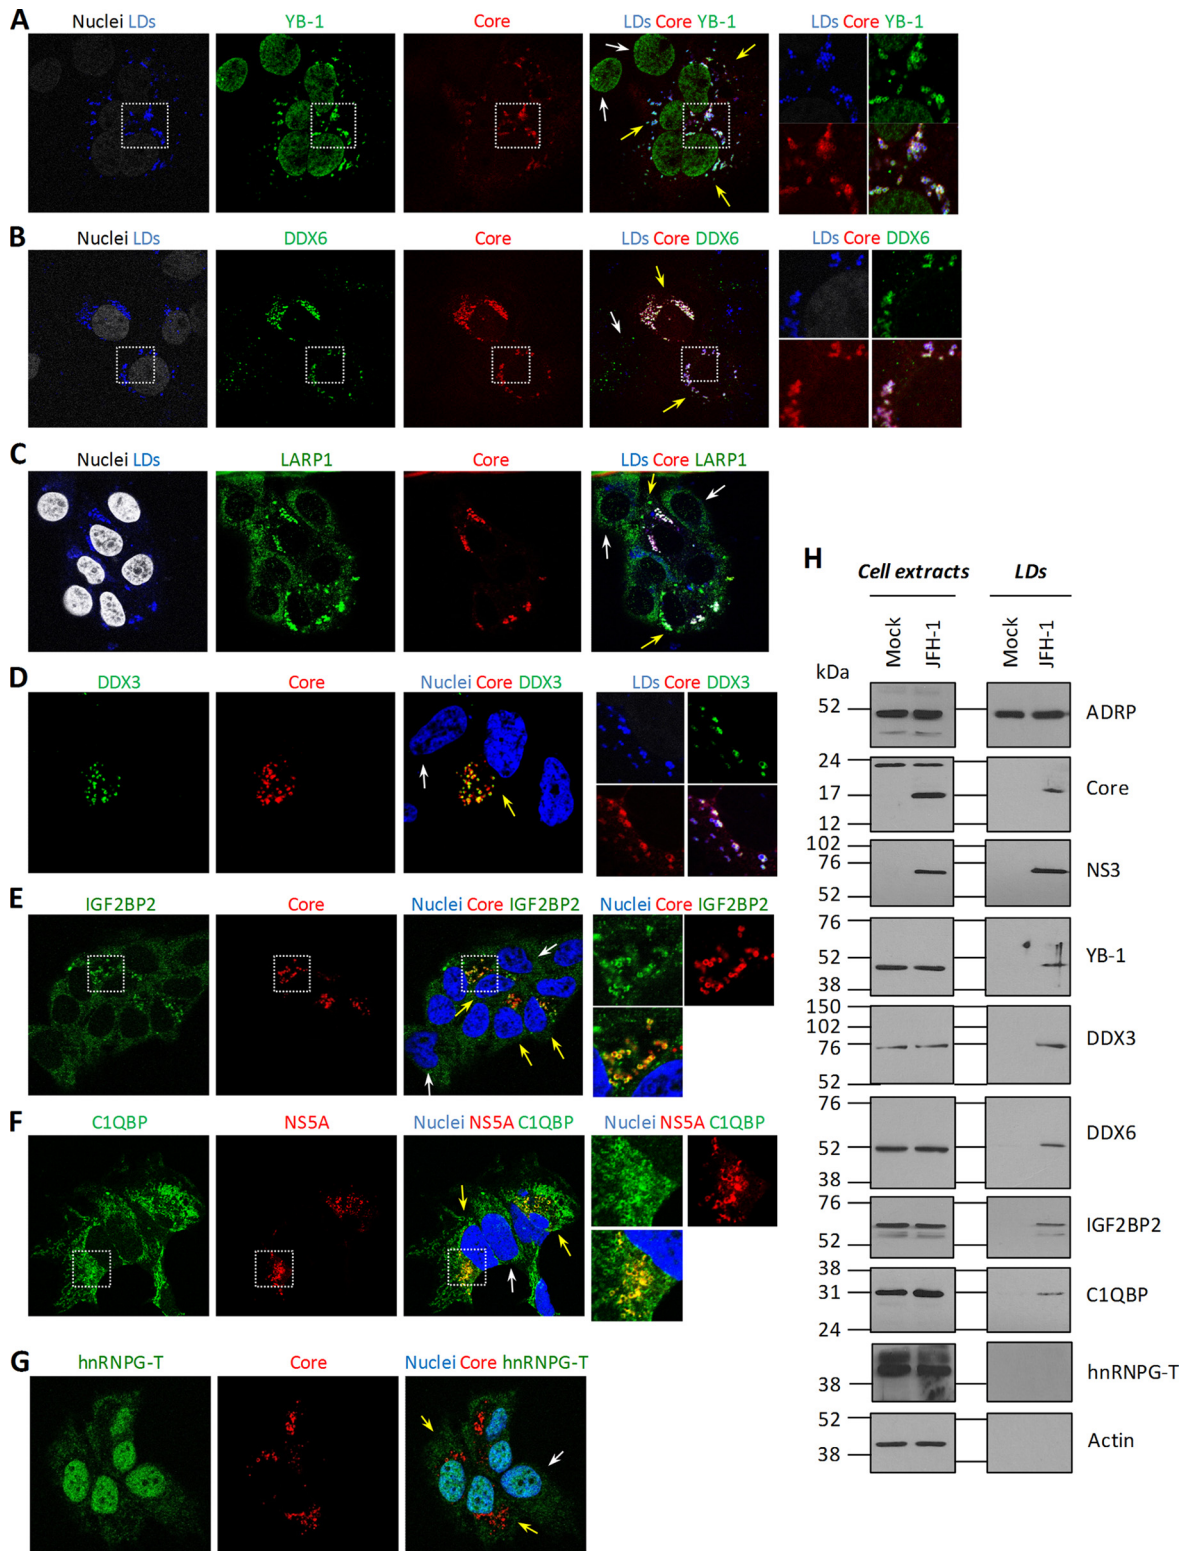 A
Nuclei LDs
YB-1
Core
LDs Core YB-1
LDs Core YB-1
B
Nuclei LDs
DDX6
Core
LDs Core DDX6
LDs Core DDX6
C
Nuclei LDs
LARP1
Core
LDs Core LARP1
D
DDX3
Core
Nuclei Core DDX3
LDs Core DDX3
E
IGF2BP2
Core
Nuclei Core IGF2BP2
Nuclei Core IGF2BP2
F
C1QBP
NS5A
Nuclei NS5A C1QBP
Nuclei NS5A C1QBP
G
hnRNPG-T
Core
Nuclei Core hnRNPG-T
H
Cell extracts
LDs
Mock
JFH-1
Mock
JFH-1
kDa
52
ADRP
24
17
12
Core
102
76
52
NS3
76
52
38
YB-1
150
102
76
52
DDX3
76
52
38
DDX6
76
52
IGF2BP2
38
31
24
C1QBP
38
hnRNPG-T
52
38
Actin